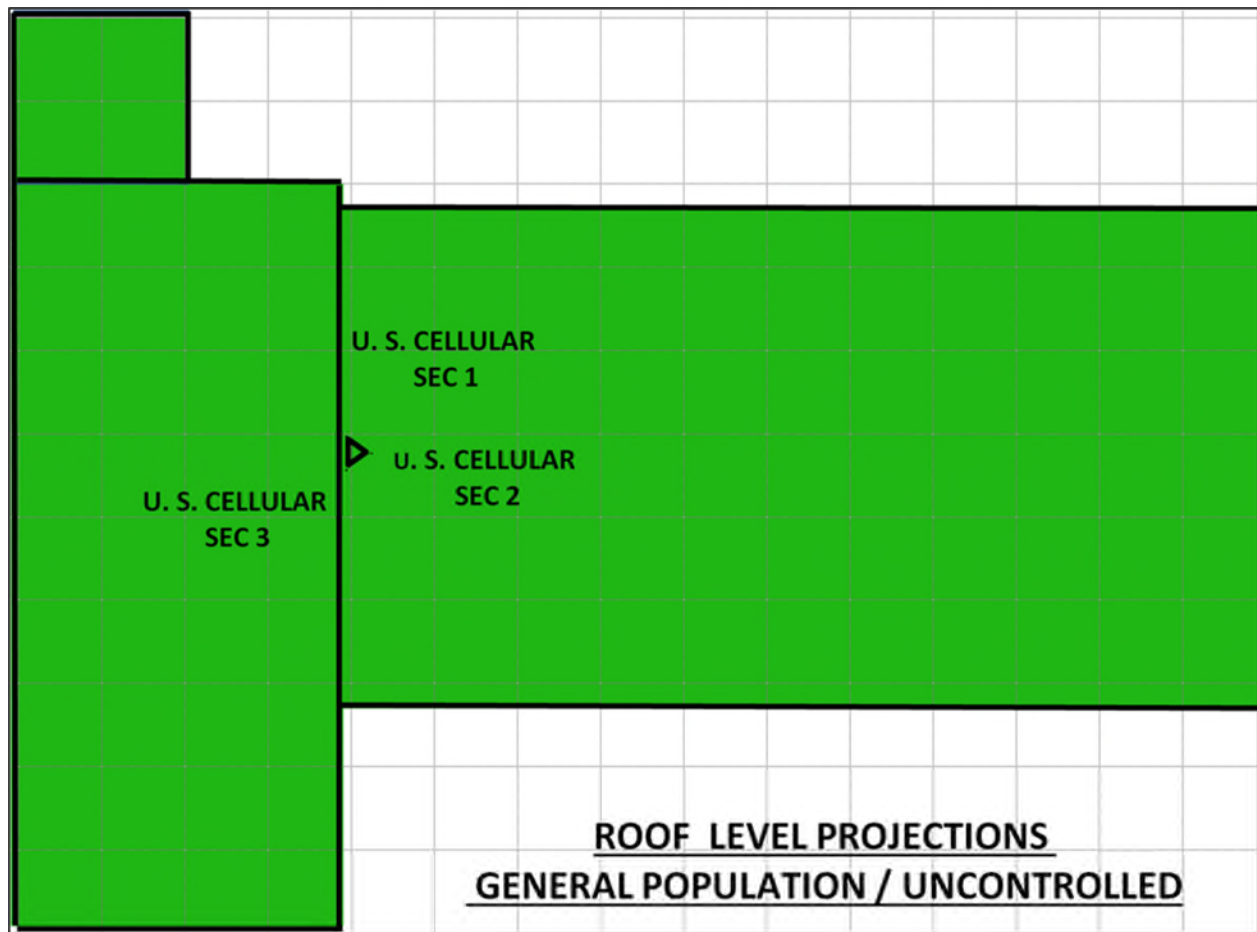 U. S. CELLULAR
SEC 1
U. S. CELLULAR
SEC 2
U. S. CELLULAR
SEC 3
ROOF LEVEL PROJECTIONS
GENERAL POPULATION / UNCONTROLLED